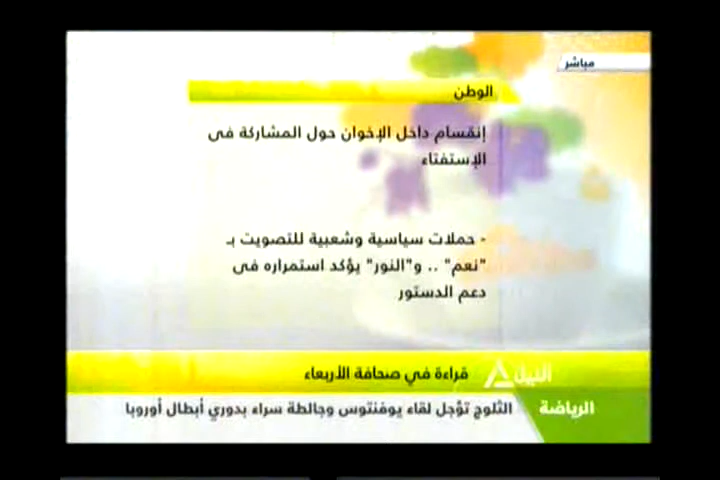 مباشر
الوطن
إنقسام داخل الإخوان حول المشاركة فى
الإستفتاء
- حملات سياسية وشعبية للتصويت بـ
"نعم" .. و"النور" يؤكد استمراره فى
دعم الدستور
النيل قراءة في صحافة الأربعاء
الرياضة الثلوج تؤجل لقاء يوفنتوس وجالطة سراء بدوري أبطال أوروبا